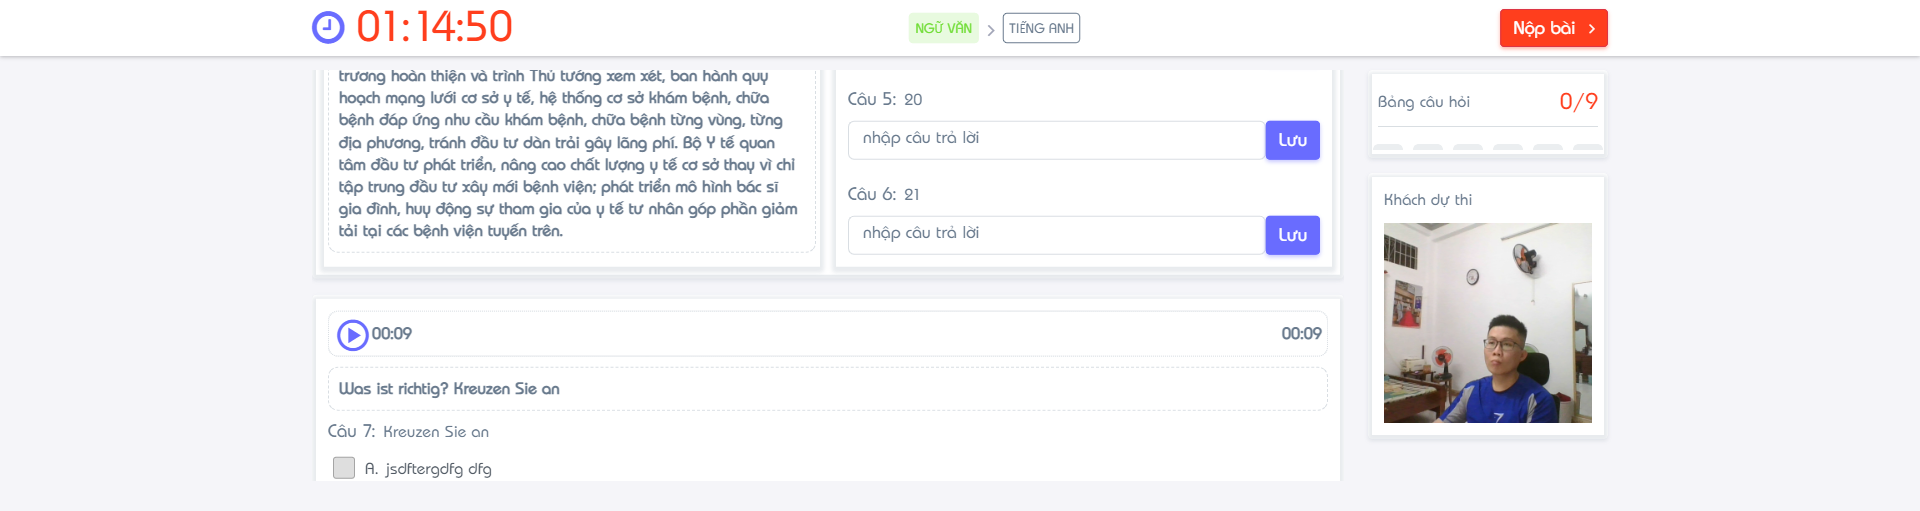 01:14:50
NGỮ VĂN
TIẾNG ANH
Nộp bài
trương hoàn thiện và trình Thủ tướng xem xét, ban hành quy
hoạch mạng lưới cơ sở y tế, hệ thống cơ sở khám bệnh, chữa
bệnh đáp ứng nhu cầu khám bệnh, chữa bệnh từng vùng, từng
địa phương, tránh đầu tư dàn trải gây lãng phí. Bộ Y tế quan
tâm đầu tư phát triển, nâng cao chất lượng y tế cơ sở thay vì chỉ
tập trung đầu tư xây mới bệnh viện; phát triển mô hình bác sĩ
gia đình, huy động sự tham gia của y tế tư nhân góp phần giảm
tải tại các bệnh viện tuyến trên.
Câu 5: 20
nhập câu trả lời
Lưu
Câu 6: 21
nhập câu trả lời
Lưu
00:09
00:09
Was ist richtig? Kreuzen Sie an
Câu 7: Kreuzen Sie an
A. jsdftergdfg dfg
Bảng câu hỏi
0/9
Khách dự thi